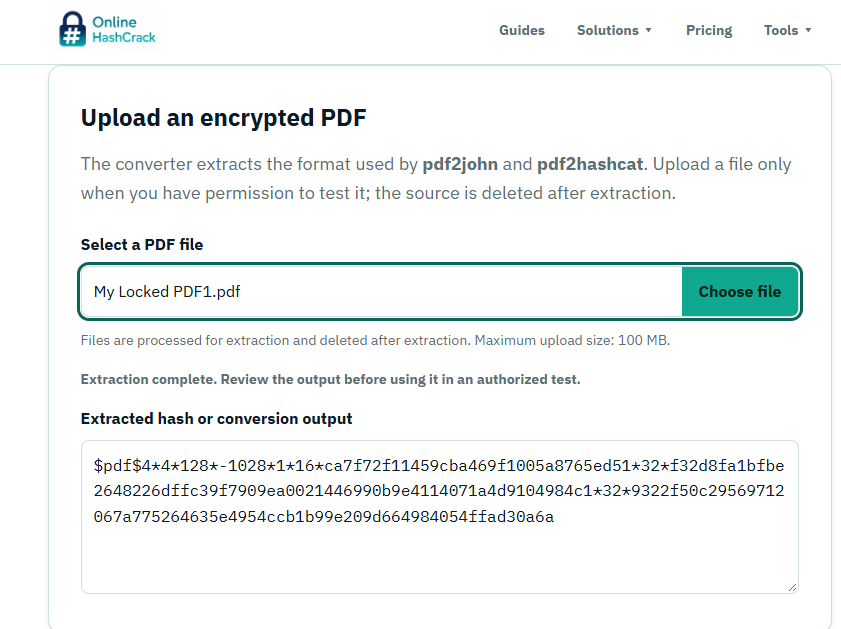 Online
HashCrack
Guides Solutions ▼ Pricing Tools ▼
Upload an encrypted PDF
The converter extracts the format used by pdf2john and pdf2hashcat. Upload a file only
when you have permission to test it; the source is deleted after extraction.
Select a PDF file
My Locked PDF1.pdf Choose file
Files are processed for extraction and deleted after extraction. Maximum upload size: 100 MB.
Extraction complete. Review the output before using it in an authorized test.
Extracted hash or conversion output
$pdf$4*4*128*-1028*1*16*ca7f72f11459cba469f1005a8765ed51*32*f32d8fa1bfbe
2648226dffc39f7909ea0021446990b9e4114071a4d9104984c1*32*9322f50c29569712
067a775264635e4954ccb1b99e209d664984054ffad30a6a